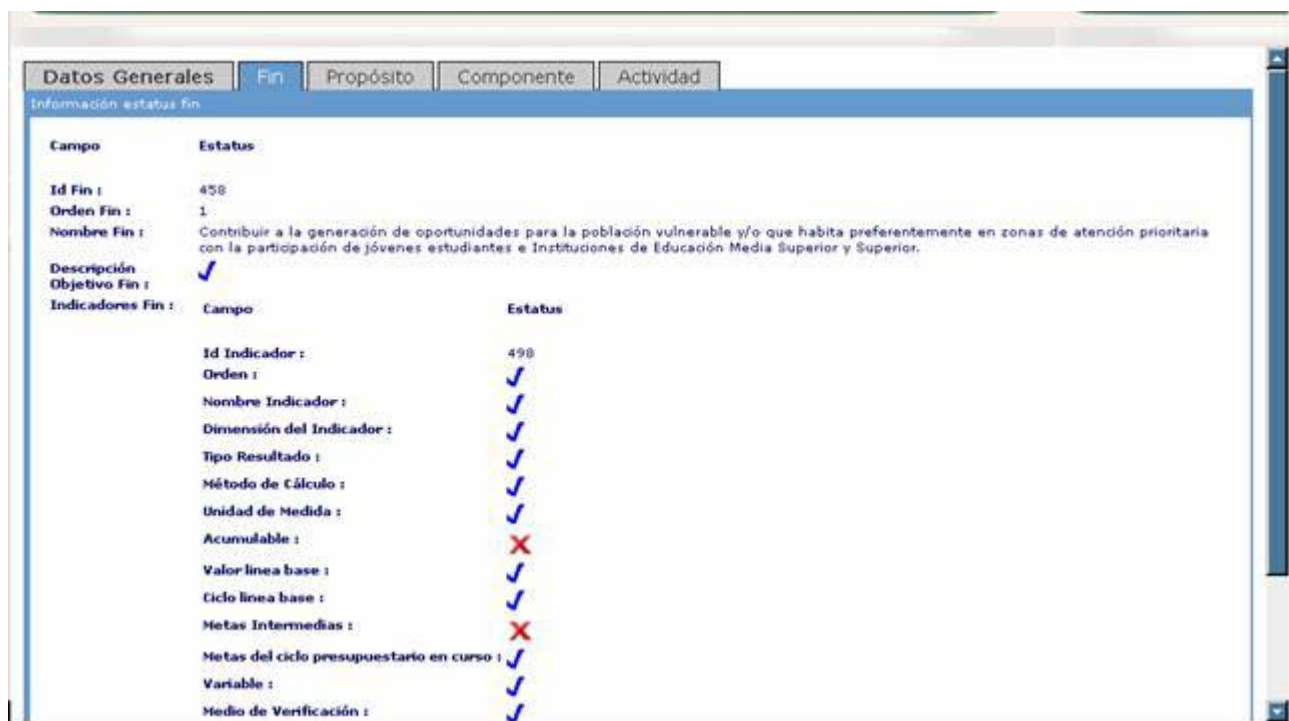 Datos Generales Fin Propósito Componente Actividad
Información estatus fin
Campo Estatus
Id Fin : 458
Orden Fin : 1
Nombre Fin : Contribuir a la generación de oportunidades para la población vulnerable y/o que habita preferentemente en zonas de atención prioritaria
con la participación de jóvenes estudiantes e Instituciones de Educación Media Superior y Superior.
Descripción
Objetivo Fin :
Indicadores Fin : Campo Estatus
Id Indicador : 498
Orden :
Nombre Indicador :
Dimensión del Indicador :
Tipo Resultado :
Método de Cálculo :
Unidad de Medida :
Acumulable :
Valor linea base :
Ciclo linea base :
Metas Intermedias :
Metas del ciclo presupuestario en curso :
Variable :
Medio de Verificación :